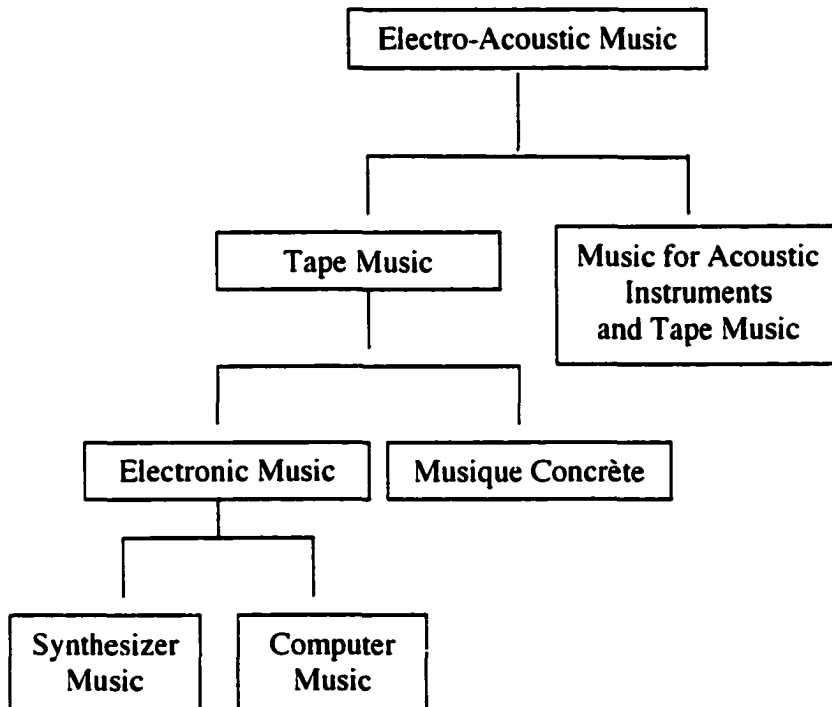 Electro-Acoustic Music
Tape Music
Music for Acoustic
Instruments
and Tape Music
Electronic Music
Musique Concrète
Synthesizer
Music
Computer
Music